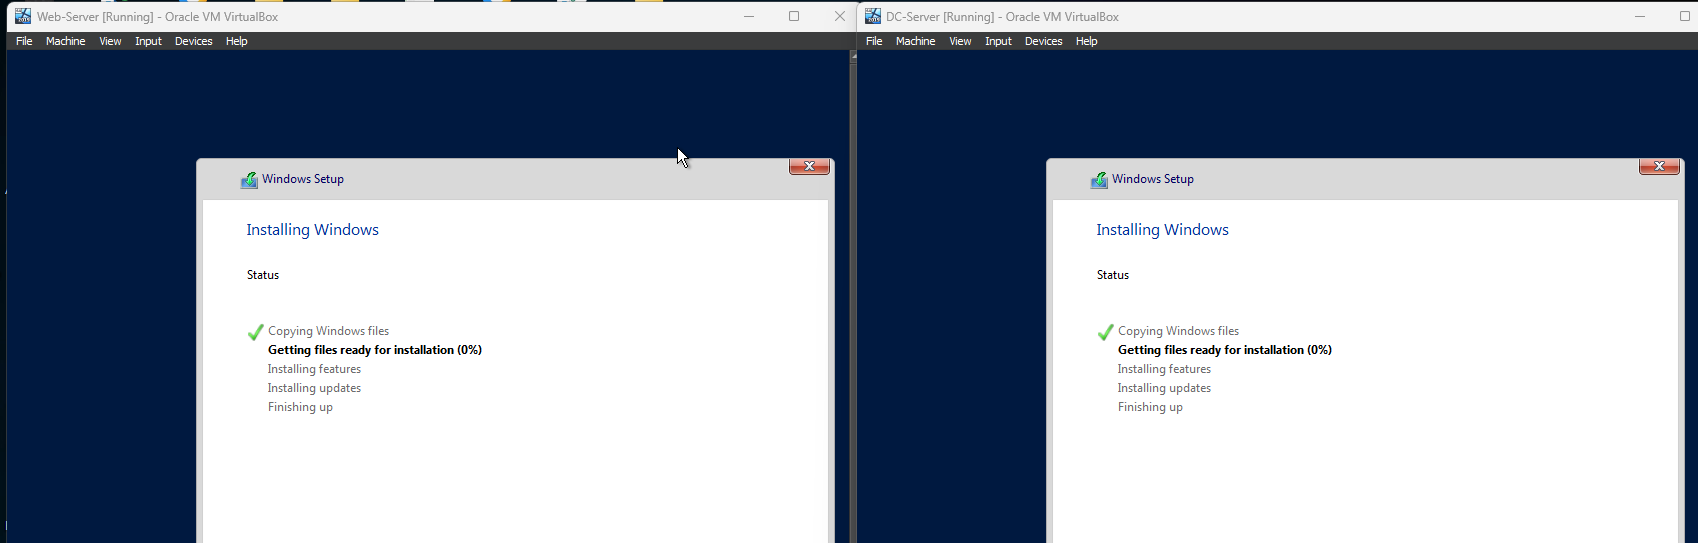 Web-Server [Running] - Oracle VM VirtualBox
File Machine View Input Devices Help
Windows Setup
Installing Windows
Status
Copying Windows files
Getting files ready for installation (0%)
Installing features
Installing updates
Finishing up
DC-Server [Running] - Oracle VM VirtualBox
File Machine View Input Devices Help
Windows Setup
Installing Windows
Status
Copying Windows files
Getting files ready for installation (0%)
Installing features
Installing updates
Finishing up